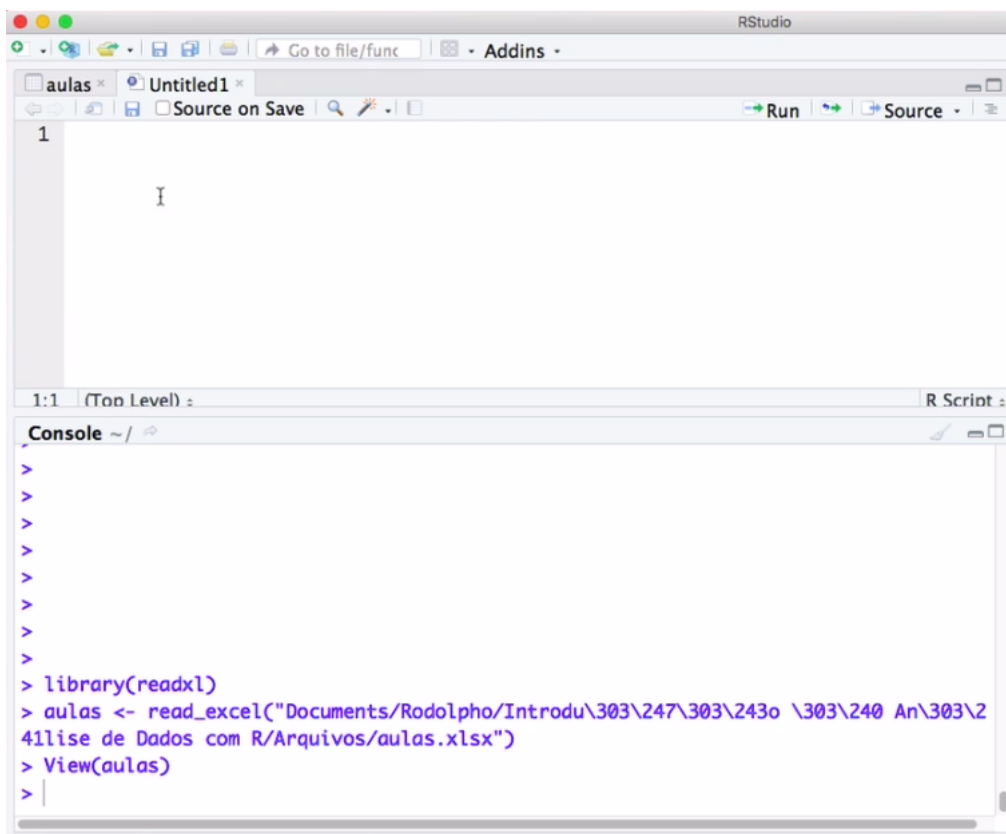 RStudio
Go to file/func Addins
aulas Untitled1
Source on Save Run Source
1
1:1 (Top Level) R Script
Console ~/
>
>
>
>
>
>
>
>
> library(readxl)
> aulas <- read_excel("Documents/Rodolpho/Introdu\303\247\303\243o \303\240 An\303\2
41lise de Dados com R/Arquivos/aulas.xlsx")
> View(aulas)
>